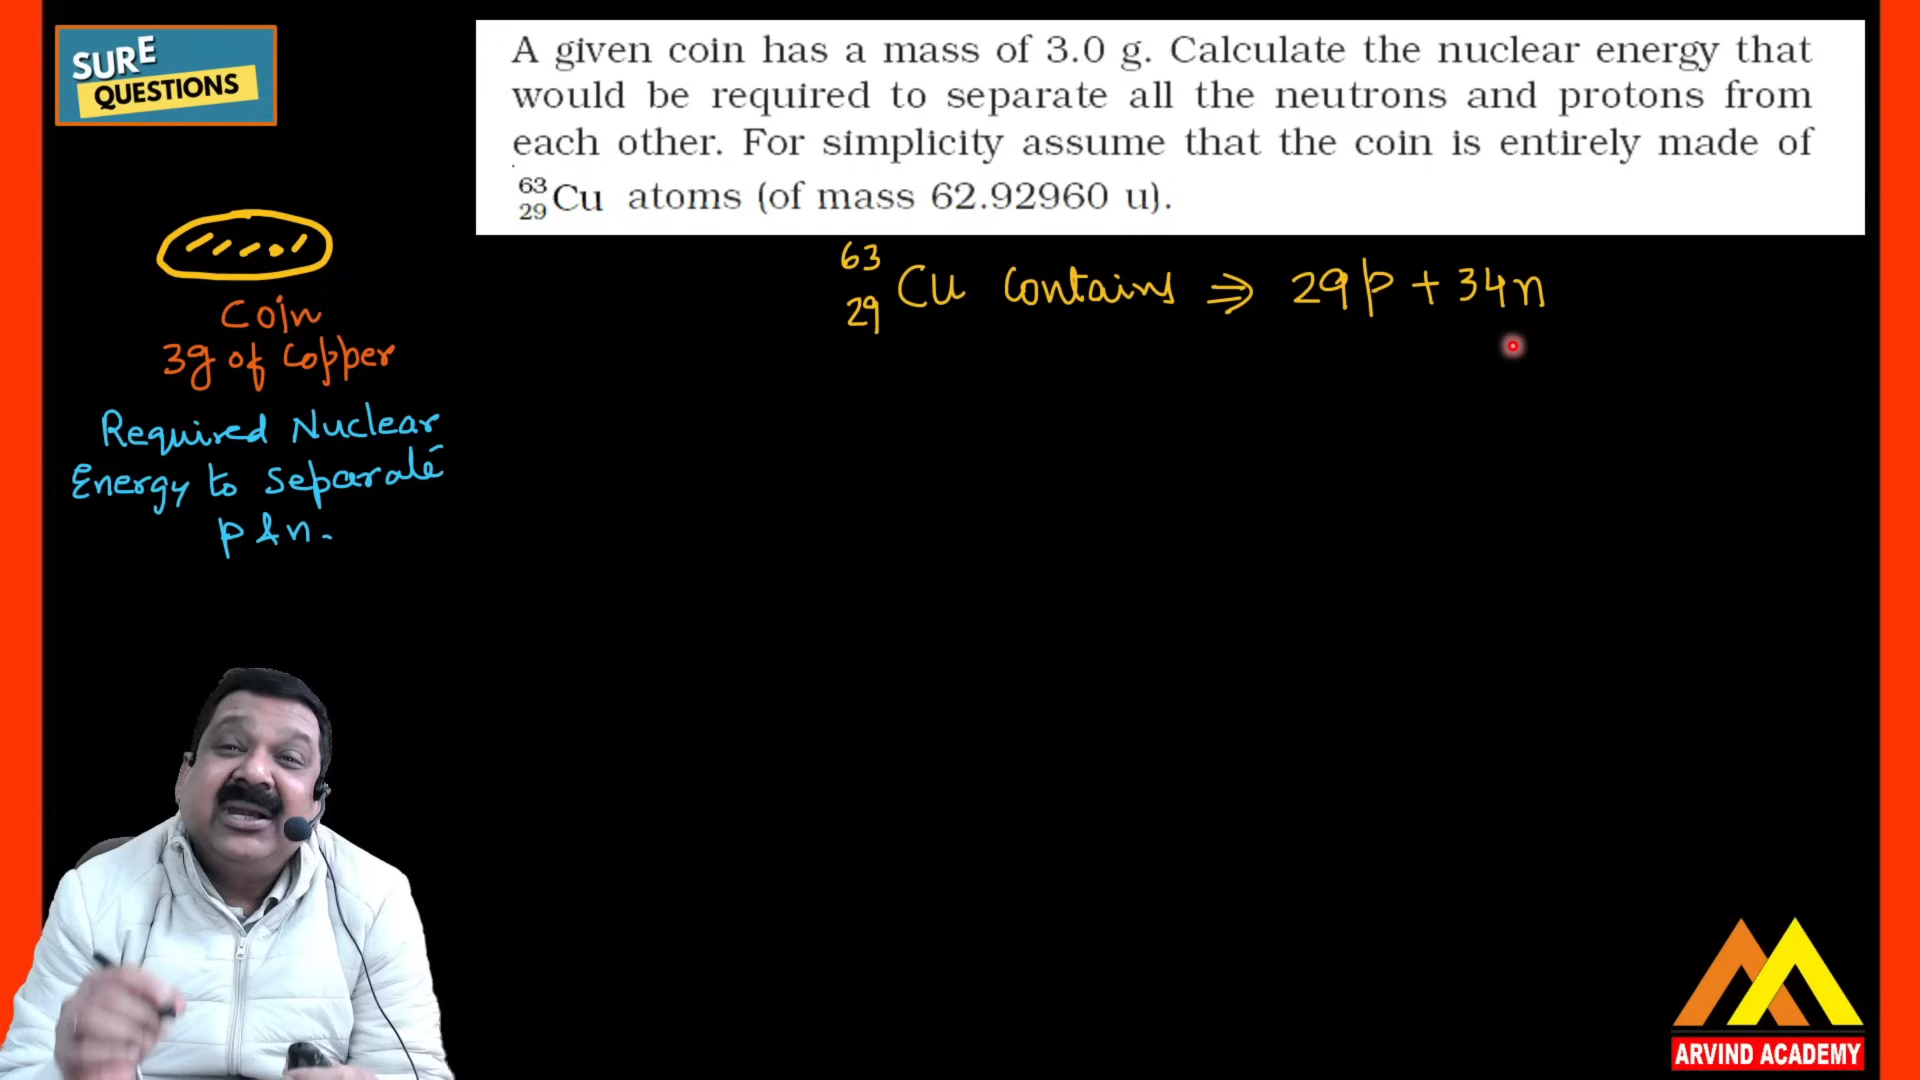 SURE
QUESTIONS
A given coin has a mass of 3.0 g. Calculate the nuclear energy that
would be required to separate all the neutrons and protons from
each other. For simplicity assume that the coin is entirely made of
⁶³₂₉Cu atoms (of mass 62.92960 u).
⁶³₂₉Cu Contains ⇒ 29p + 34n
Coin
3g of Copper
Required Nuclear
Energy to Separate
p & n.
ARVIND ACADEMY